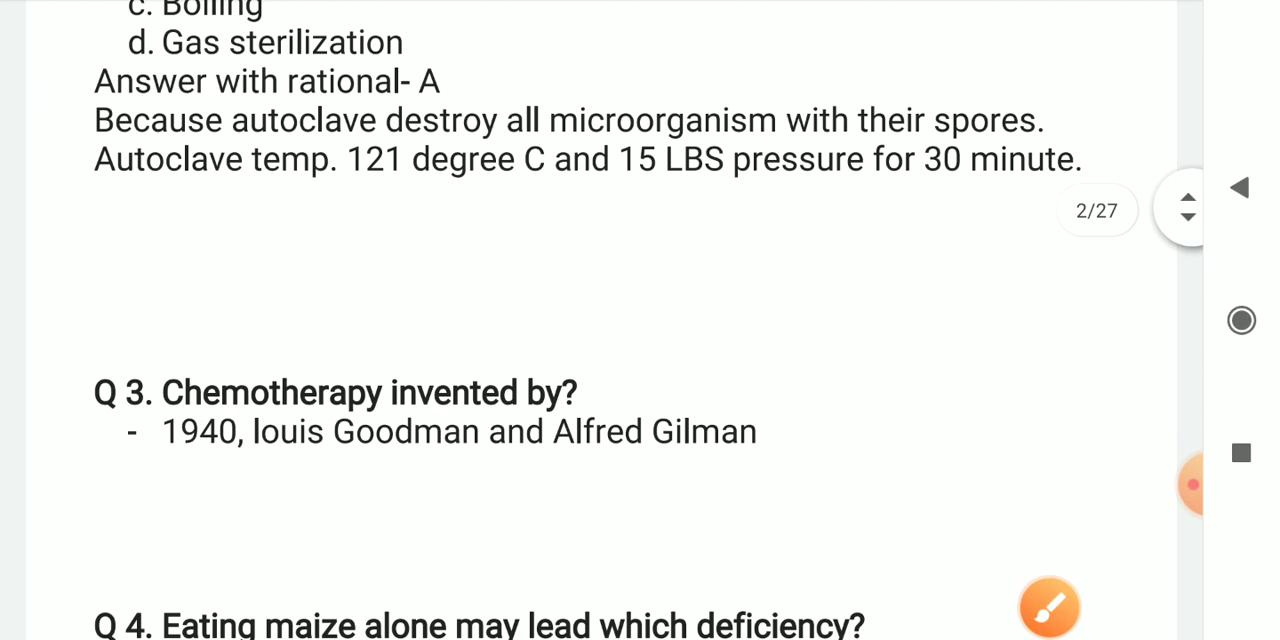 c. Boiling
d. Gas sterilization
Answer with rational- A
Because autoclave destroy all microorganism with their spores.
Autoclave temp. 121 degree C and 15 LBS pressure for 30 minute.
2/27
Q 3. Chemotherapy invented by?
- 1940, louis Goodman and Alfred Gilman
Q 4. Eating maize alone may lead which deficiency?